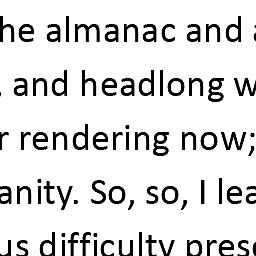 he almanac and a
, and headlong w
r rendering now;
anity. So, so, I lea
us difficulty prese